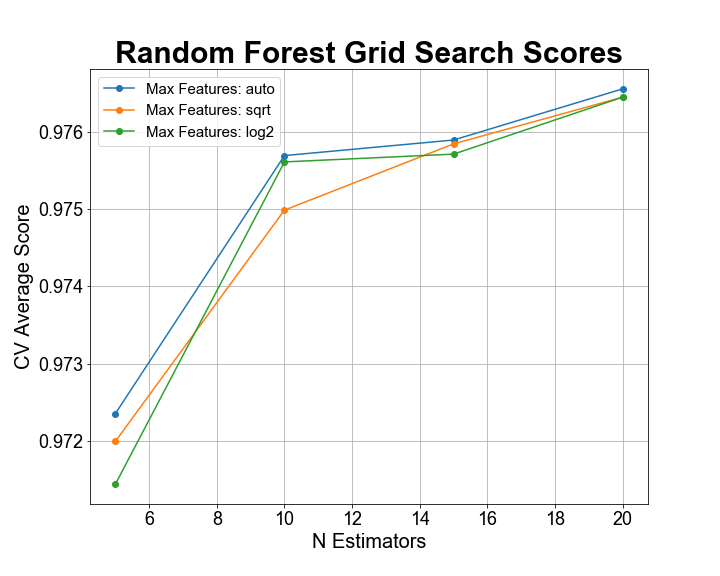 Random Forest Grid Search Scores
Max Features: auto
Max Features: sqrt
Max Features: log2
0.976
0.975
0.974
0.973
0.972
CV Average Score
6 8 10 12 14 16 18 20
N Estimators